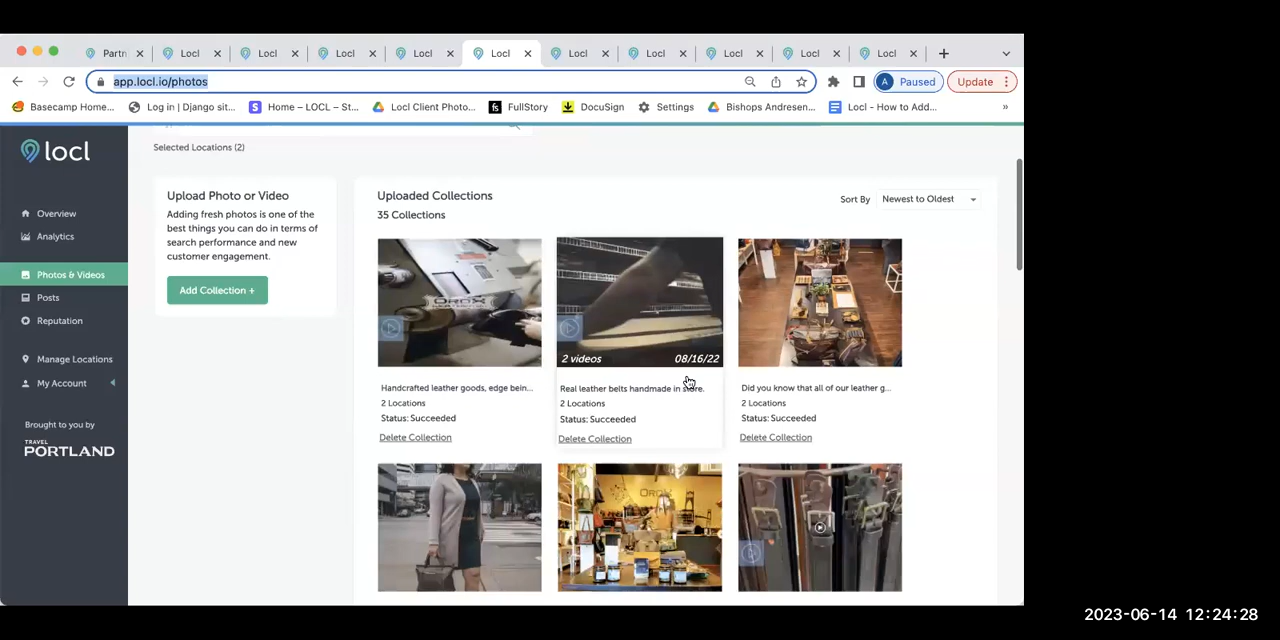 Partn
Locl
Locl
Locl
Locl
Locl
Locl
Locl
Locl
Locl
Locl
app.locl.io/photos
A
Paused
Update
Basecamp Home...
Log in | Django sit...
Home – LOCL – St...
Locl Client Photo...
FullStory
DocuSign
Settings
Bishops Andresen...
Locl - How to Add...
»
locl
Selected Locations (2)
Overview
Analytics
Photos & Videos
Posts
Reputation
Manage Locations
My Account
Brought to you by
TRAVEL
PORTLAND
Upload Photo or Video
Adding fresh photos is one of the
best things you can do in terms of
search performance and new
customer engagement.
Add Collection +
Uploaded Collections
35 Collections
Sort By
Newest to Oldest
OROX
2 videos
08/16/22
Handcrafted leather goods, edge bein...
2 Locations
Status: Succeeded
Delete Collection
Real leather belts handmade in store.
2 Locations
Status: Succeeded
Delete Collection
Did you know that all of our leather g...
2 Locations
Status: Succeeded
Delete Collection
OROX
2023-06-14 12:24:28